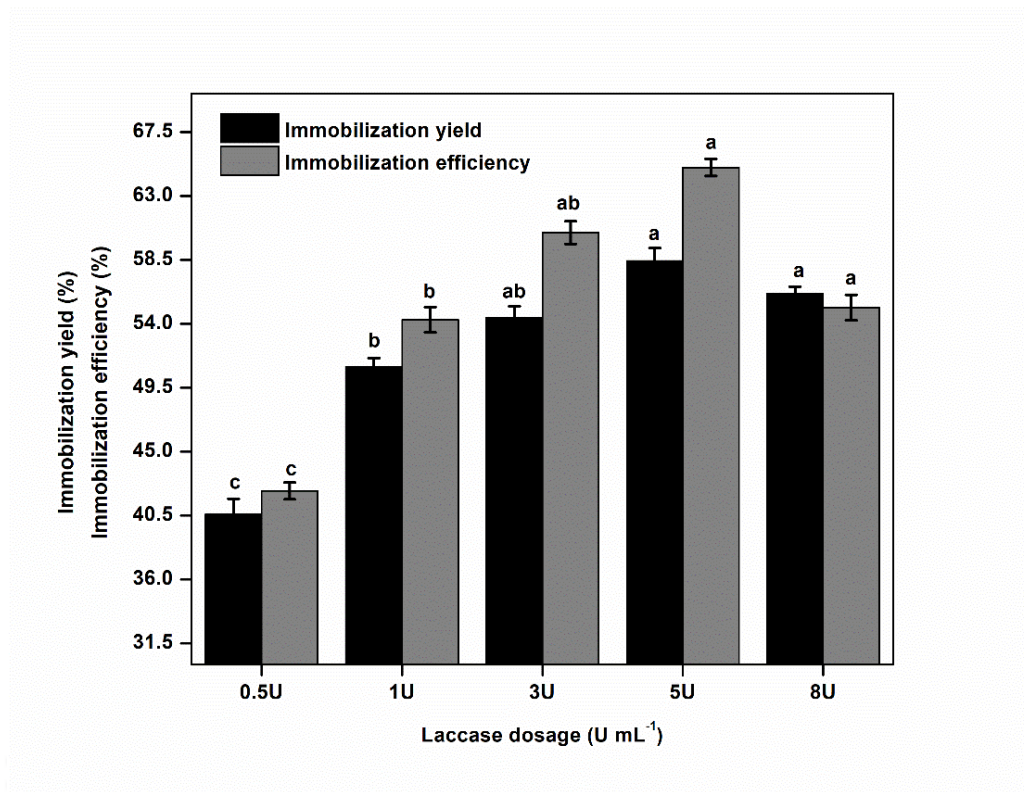 Immobilization yield
Immobilization efficiency
67.5
63.0
58.5
54.0
49.5
45.0
40.5
36.0
31.5
Immobilization yield (%)
Immobilization efficiency (%)
c
c
b
b
ab
ab
a
a
a
a
0.5U
1U
3U
5U
8U
Laccase dosage (U mL⁻¹)